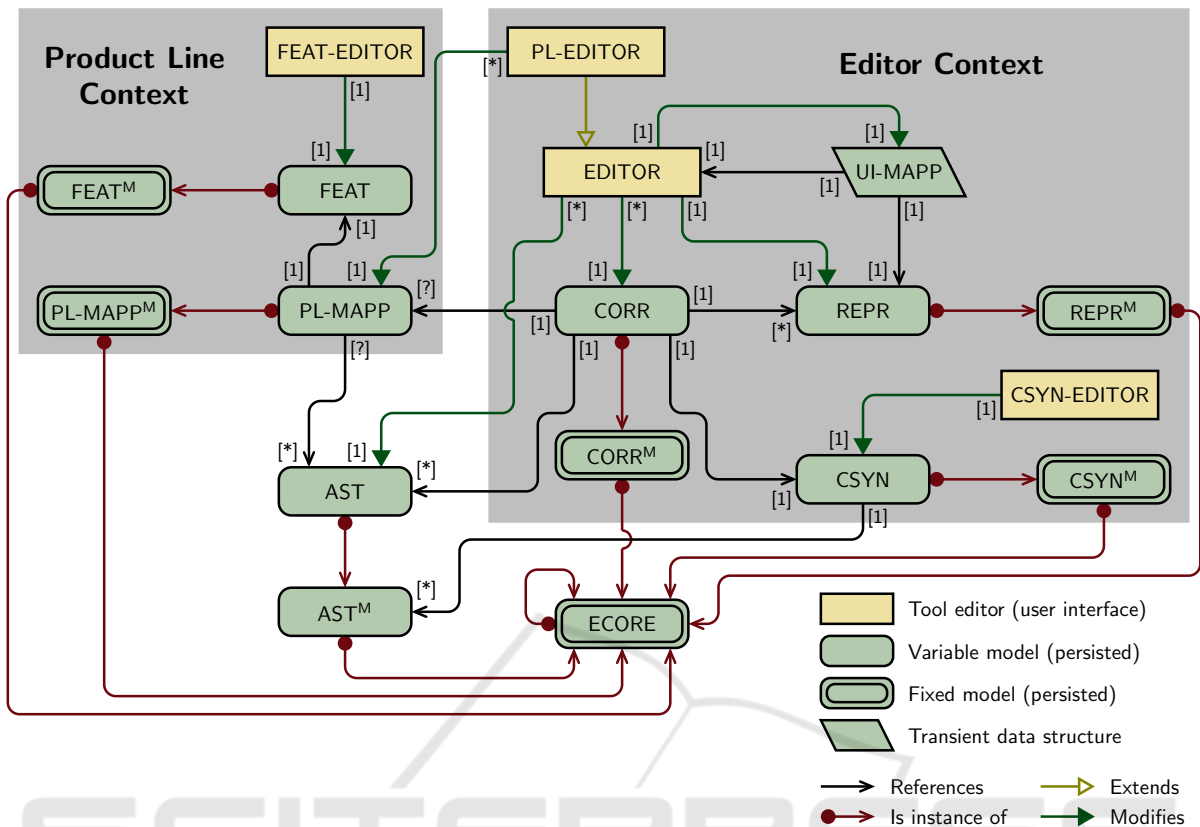 Product Line
Context
FEAT-EDITOR
PL-EDITOR
Editor Context
[1]
[*]
[1]
[1]
[1]
[1]
FEATᴹ
FEAT
EDITOR
UI-MAPP
[1]
[1]
[*]
[*]
[1]
[1]
[1]
[1]
[?]
[1]
[1]
[1]
PL-MAPPᴹ
PL-MAPP
CORR
REPR
REPRᴹ
[1]
[1]
[*]
[?]
[1]
[1]
CSYN-EDITOR
[1]
[*]
[1]
[*]
[1]
CORRᴹ
AST
CSYN
CSYNᴹ
[1]
[1]
[*]
ASTᴹ
ECORE
Tool editor (user interface)
Variable model (persisted)
Fixed model (persisted)
Transient data structure
References
Extends
Is instance of
Modifies